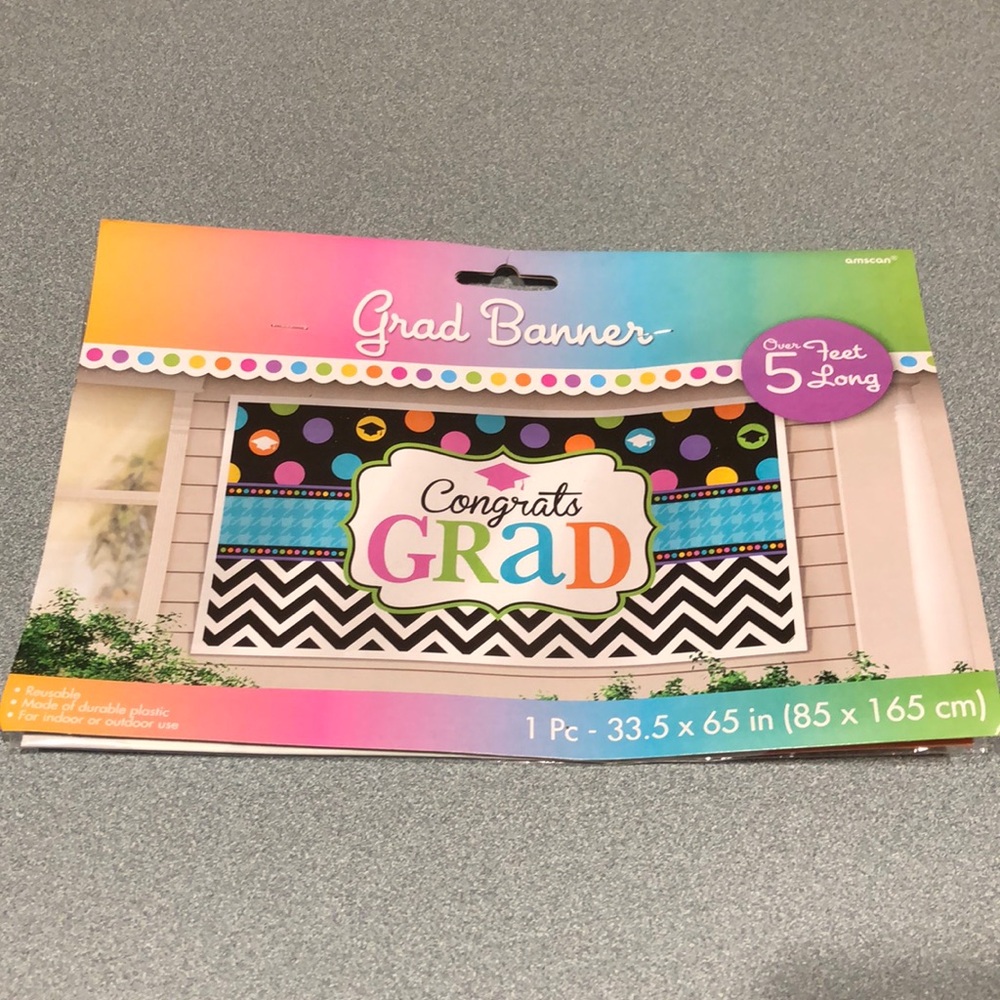 amscan®
Grad Banner
Over
5 Feet
Long
Congrats
GRaD
• Reusable
• Made of durable plastic
• For indoor or outdoor use
1 Pc - 33.5 x 65 in (85 x 165 cm)